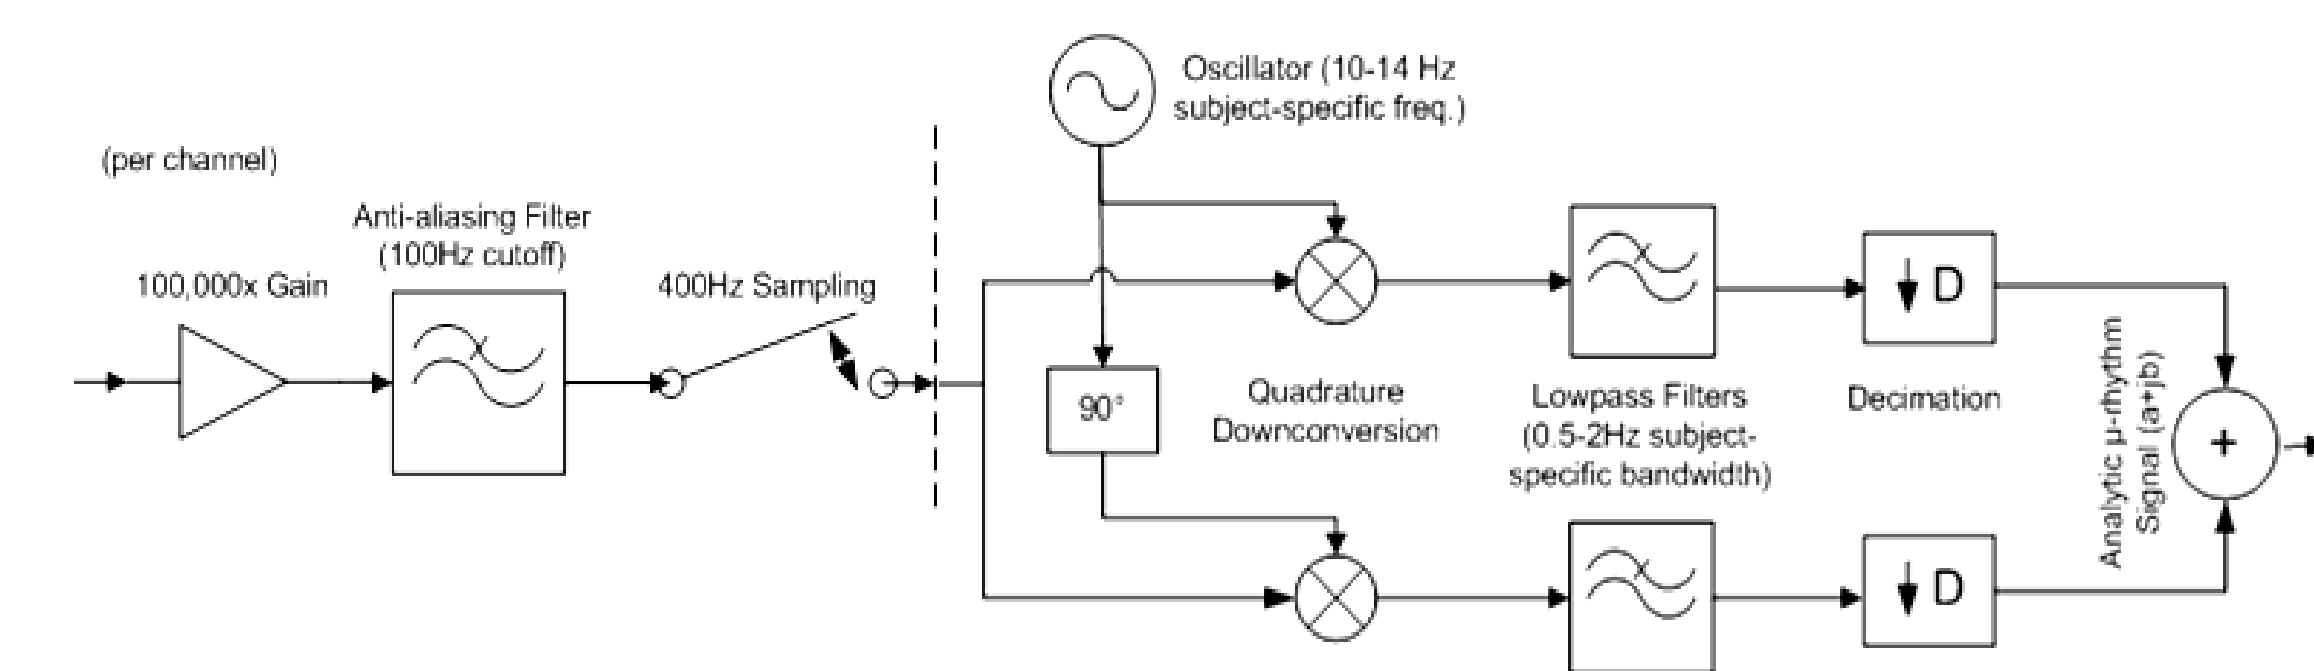 Oscillator (10-14 Hz
subject-specific freq.)
(per channel)
Anti-aliasing Filter
(100Hz cutoff)
100,000x Gain
400Hz Sampling
D
90°
Quadrature
Downconversion
Lowpass Filters
(0.5-2Hz subject-
specific bandwidth)
Decimation
Analytic µ-rhythm
Signal (a+jb)
+
D